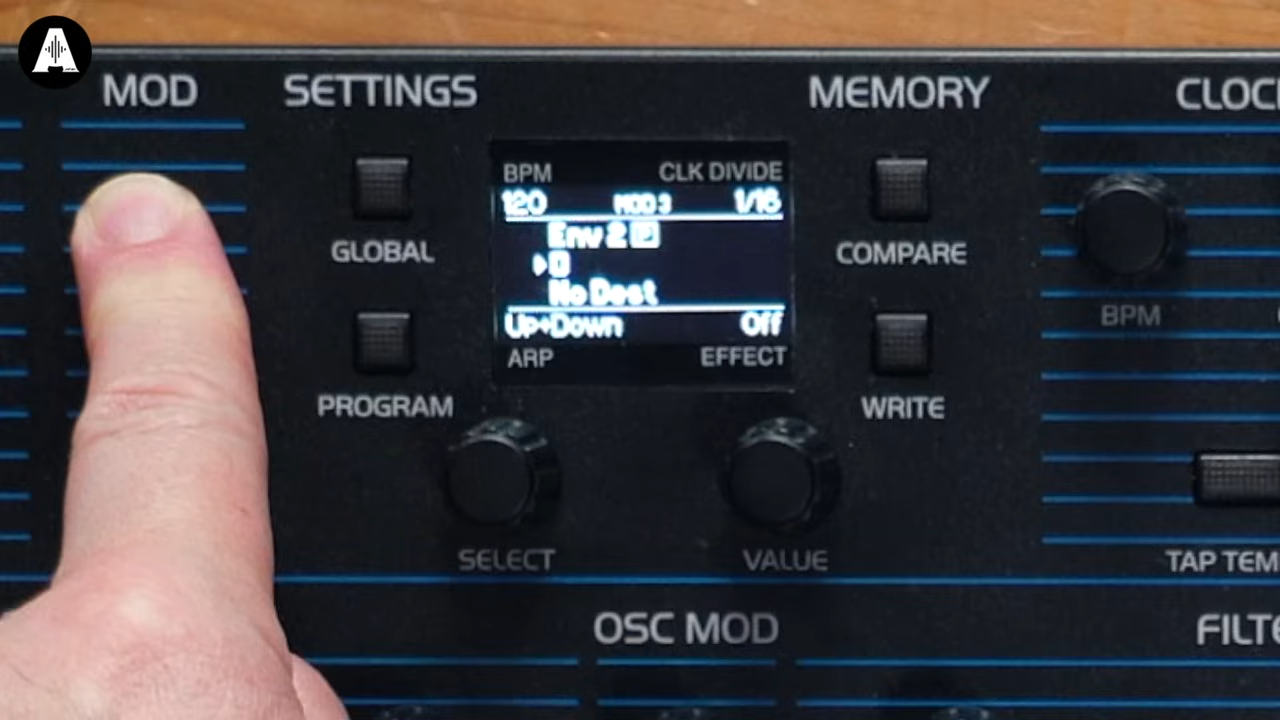 A
MOD SETTINGS MEMORY CLOC
BPM CLK DIVIDE
120 MOD 3 1/16
Env 2 P
GLOBAL COMPARE
0
No Dest
Up+Down Off
BPM
ARP EFFECT
PROGRAM WRITE
SELECT VALUE TAP TEM
OSC MOD FILTE